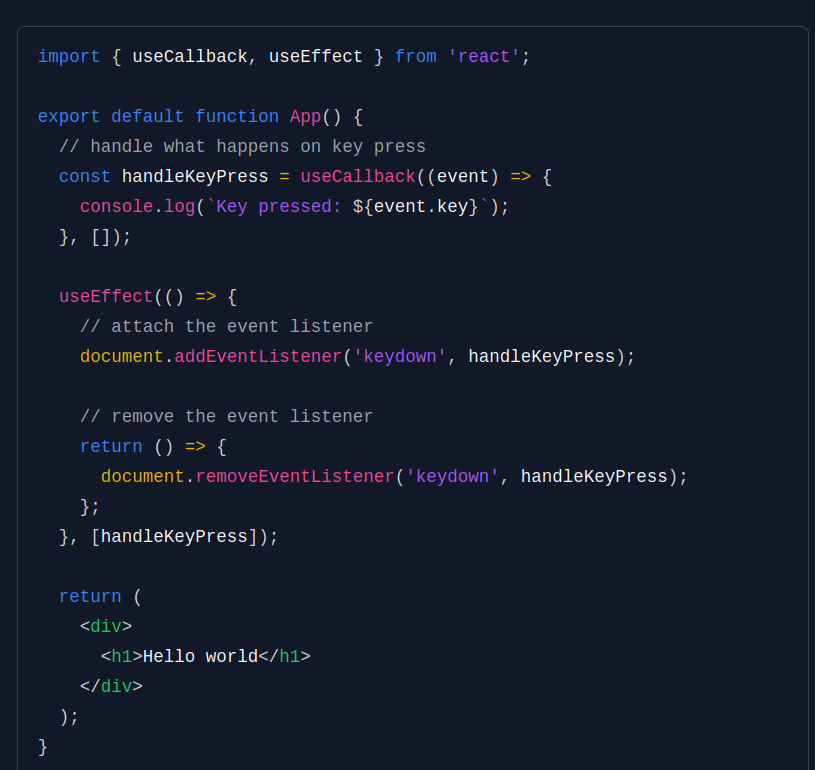 import { useCallback, useEffect } from 'react';

export default function App() {
  // handle what happens on key press
  const handleKeyPress = useCallback((event) => {
    console.log(`Key pressed: ${event.key}`);
  }, []);

  useEffect(() => {
    // attach the event listener
    document.addEventListener('keydown', handleKeyPress);

    // remove the event listener
    return () => {
      document.removeEventListener('keydown', handleKeyPress);
    };
  }, [handleKeyPress]);

  return (
    <div>
      <h1>Hello world</h1>
    </div>
  );
}